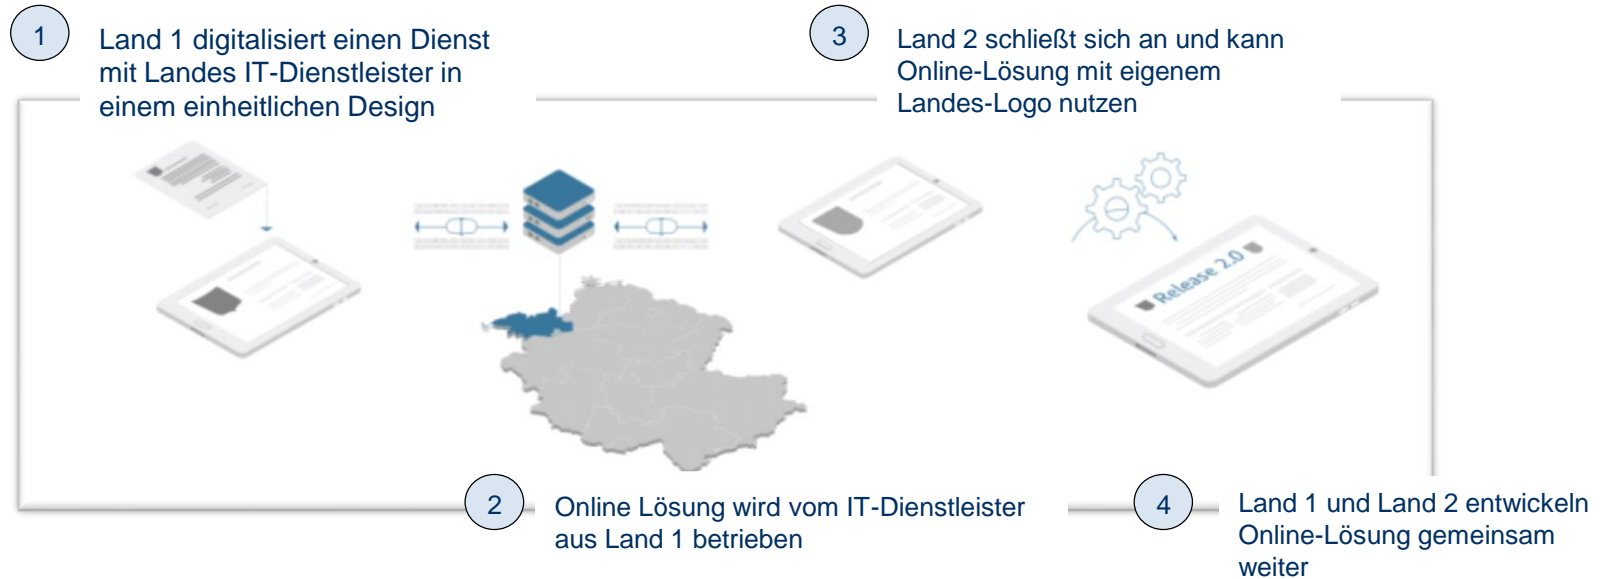 1
Land 1 digitalisiert einen Dienst
mit Landes IT-Dienstleister in
einem einheitlichen Design
2
Online Lösung wird vom IT-Dienstleister
aus Land 1 betrieben
3
Land 2 schließt sich an und kann
Online-Lösung mit eigenem
Landes-Logo nutzen
Release 2.0
4
Land 1 und Land 2 entwickeln
Online-Lösung gemeinsam
weiter